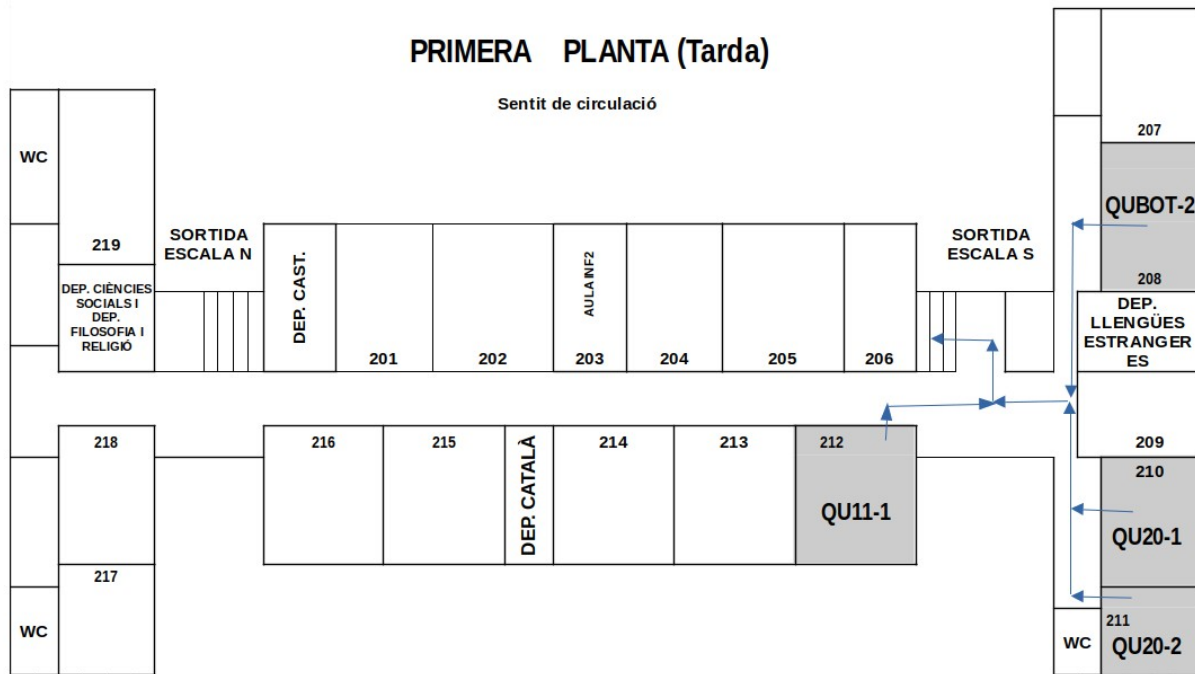 PRIMERA PLANTA (Tarda)
Sentit de circulació
WC
219
DEP. CIÈNCIES
SOCIALS I
DEP.
FILOSOFIA I
RELIGIÓ
SORTIDA
ESCALA N
DEP. CAST.
201
202
AULA INF2
203
204
205
206
SORTIDA
ESCALA S
207
QUBOT-2
208
DEP.
LLENGÜES
ESTRANGER
ES
209
218
217
WC
216
215
DEP. CATALÀ
214
213
212
QU11-1
210
QU20-1
211
QU20-2
WC